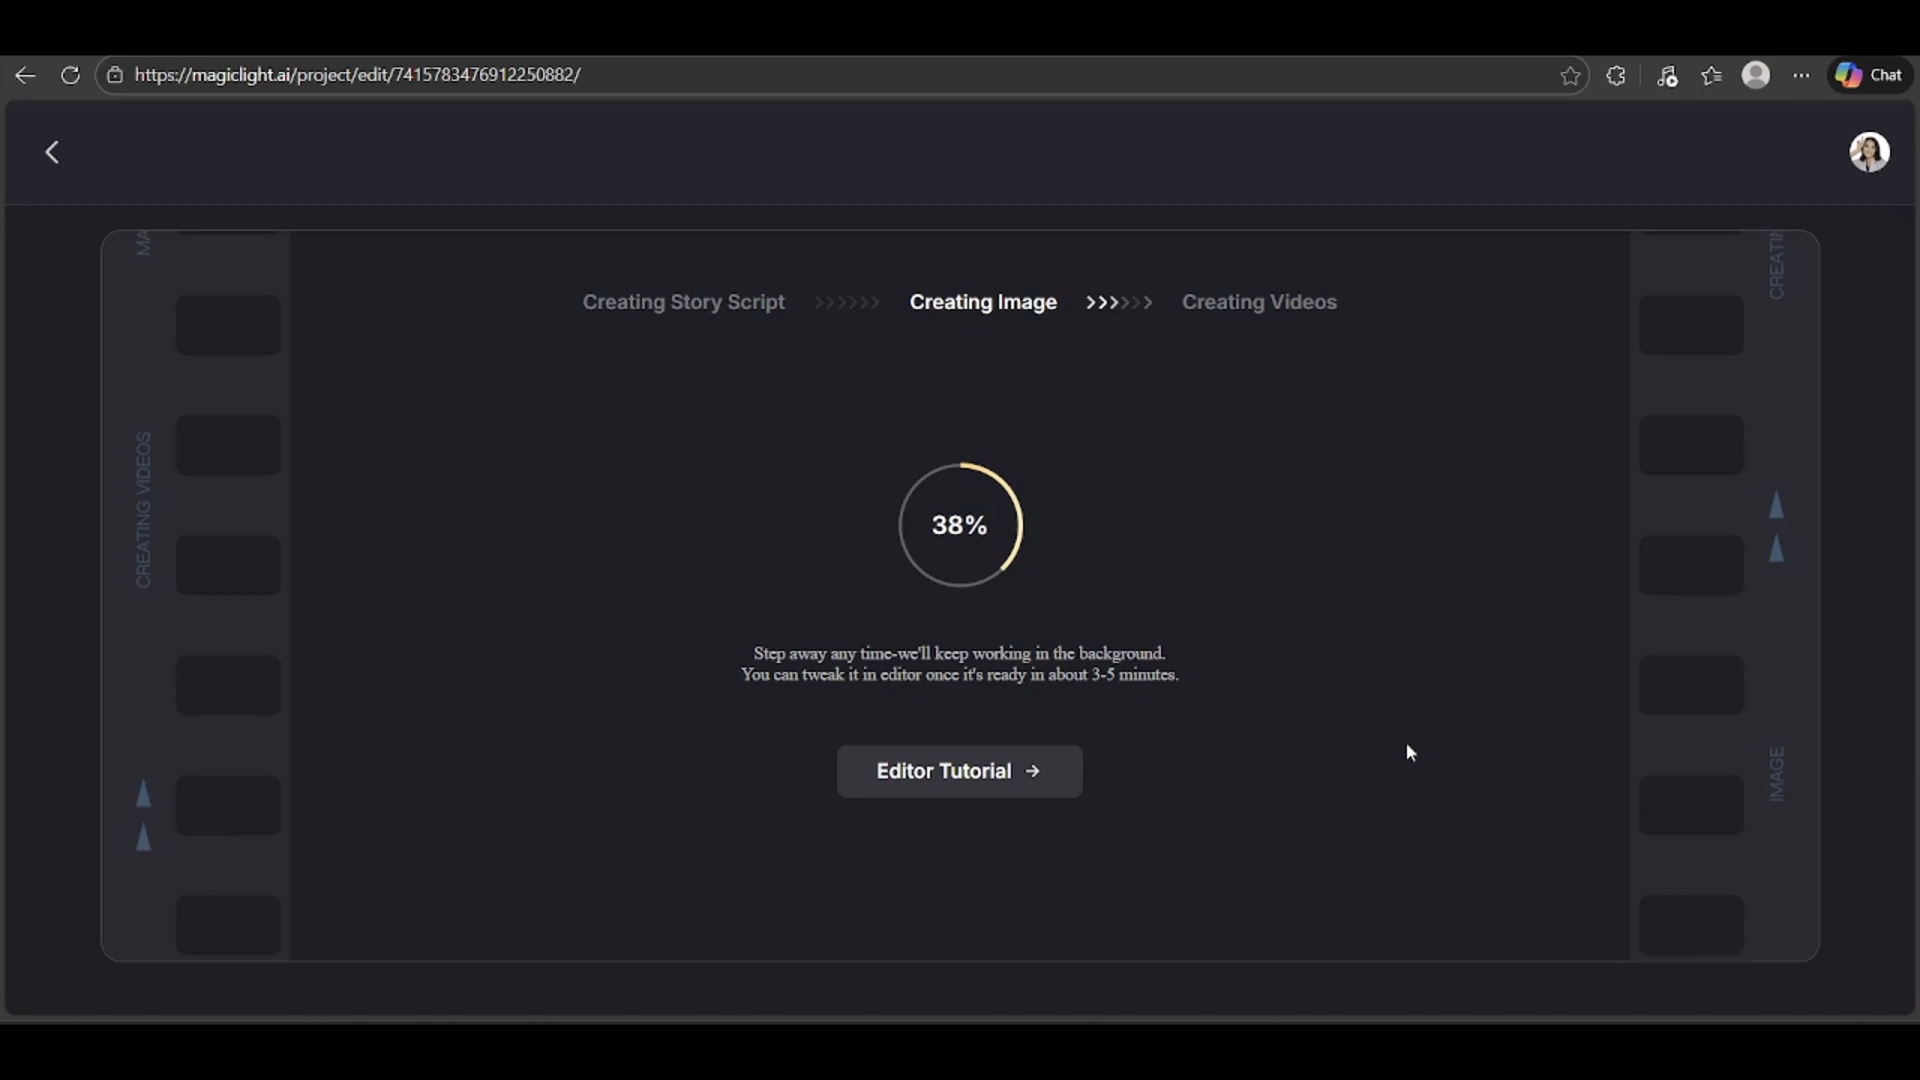 https://magiclight.ai/project/edit/7415783476912250882/
Chat
Creating Story Script
Creating Image
Creating Videos
38%
Step away any time-we'll keep working in the background.
You can tweak it in editor once it's ready in about 3-5 minutes.
Editor Tutorial →
MA
CREATING VIDEOS
CREATIN
IMAGE